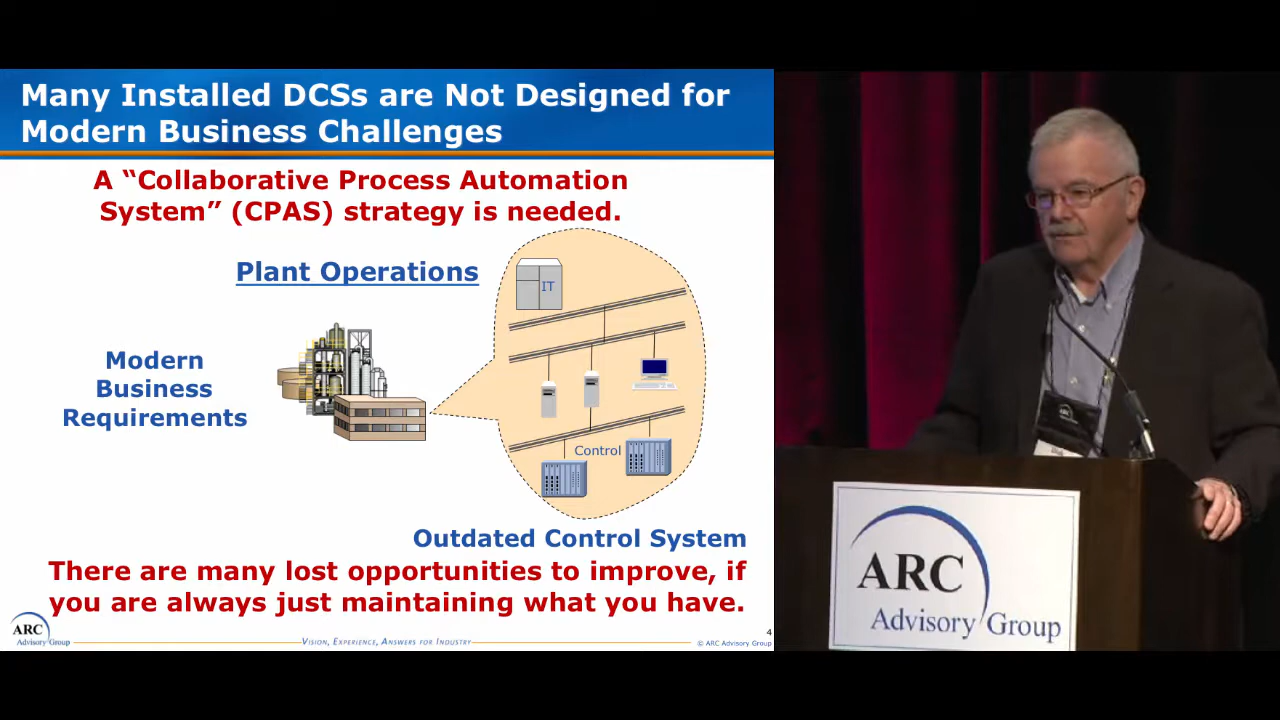 Many Installed DCSs are Not Designed for
Modern Business Challenges
A “Collaborative Process Automation
System” (CPAS) strategy is needed.
Plant Operations
IT
Modern
Business
Requirements
Control
Outdated Control System
There are many lost opportunities to improve, if
you are always just maintaining what you have.
ARC
Advisory Group
VISION, EXPERIENCE, ANSWERS FOR INDUSTRY
4
© ARC Advisory Group
ARC
ARC
Advisory Group